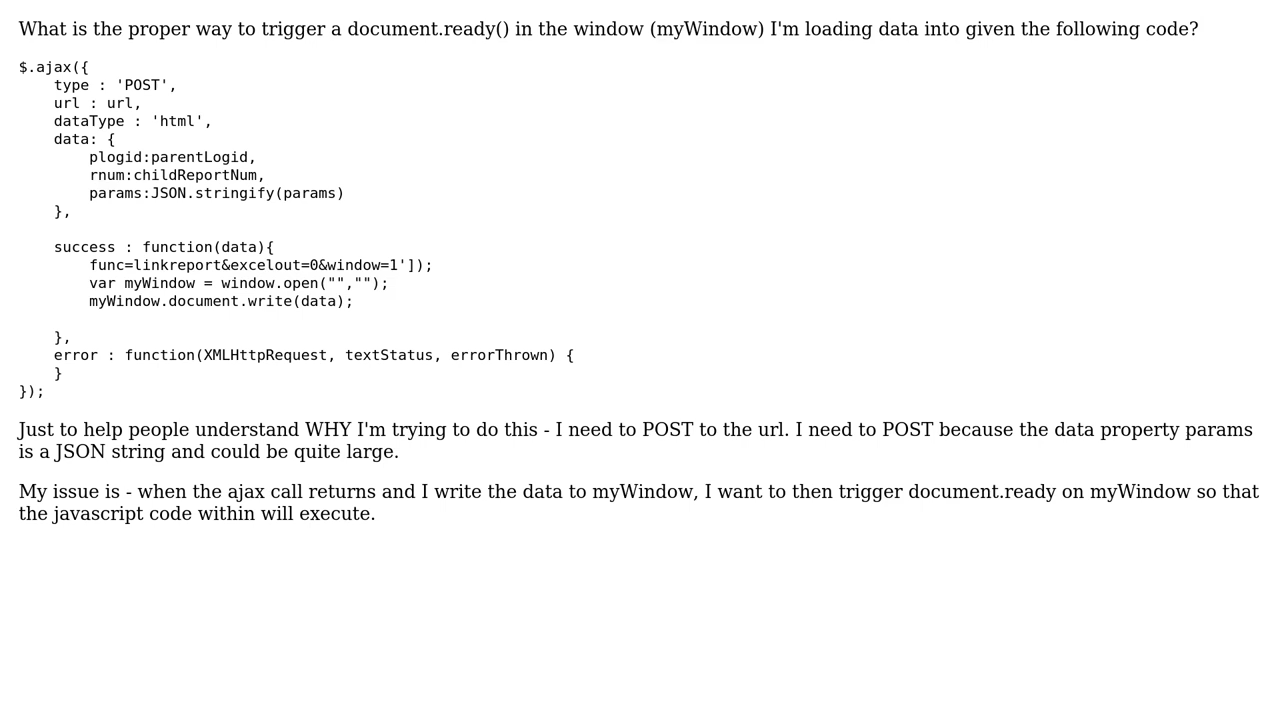 What is the proper way to trigger a document.ready() in the window (myWindow) I'm loading data into given the following code?
$.ajax({
    type : 'POST',
    url : url,
    dataType : 'html',
    data: {
        plogid:parentLogid,
        rnum:childReportNum,
        params:JSON.stringify(params)
    },
    success : function(data){
        func=linkreport&excelout=0&window=1']);
        var myWindow = window.open("","");
        myWindow.document.write(data);
    },
    error : function(XMLHttpRequest, textStatus, errorThrown) {
    }
});
Just to help people understand WHY I'm trying to do this - I need to POST to the url. I need to POST because the data property params
is a JSON string and could be quite large.
My issue is - when the ajax call returns and I write the data to myWindow, I want to then trigger document.ready on myWindow so that
the javascript code within will execute.